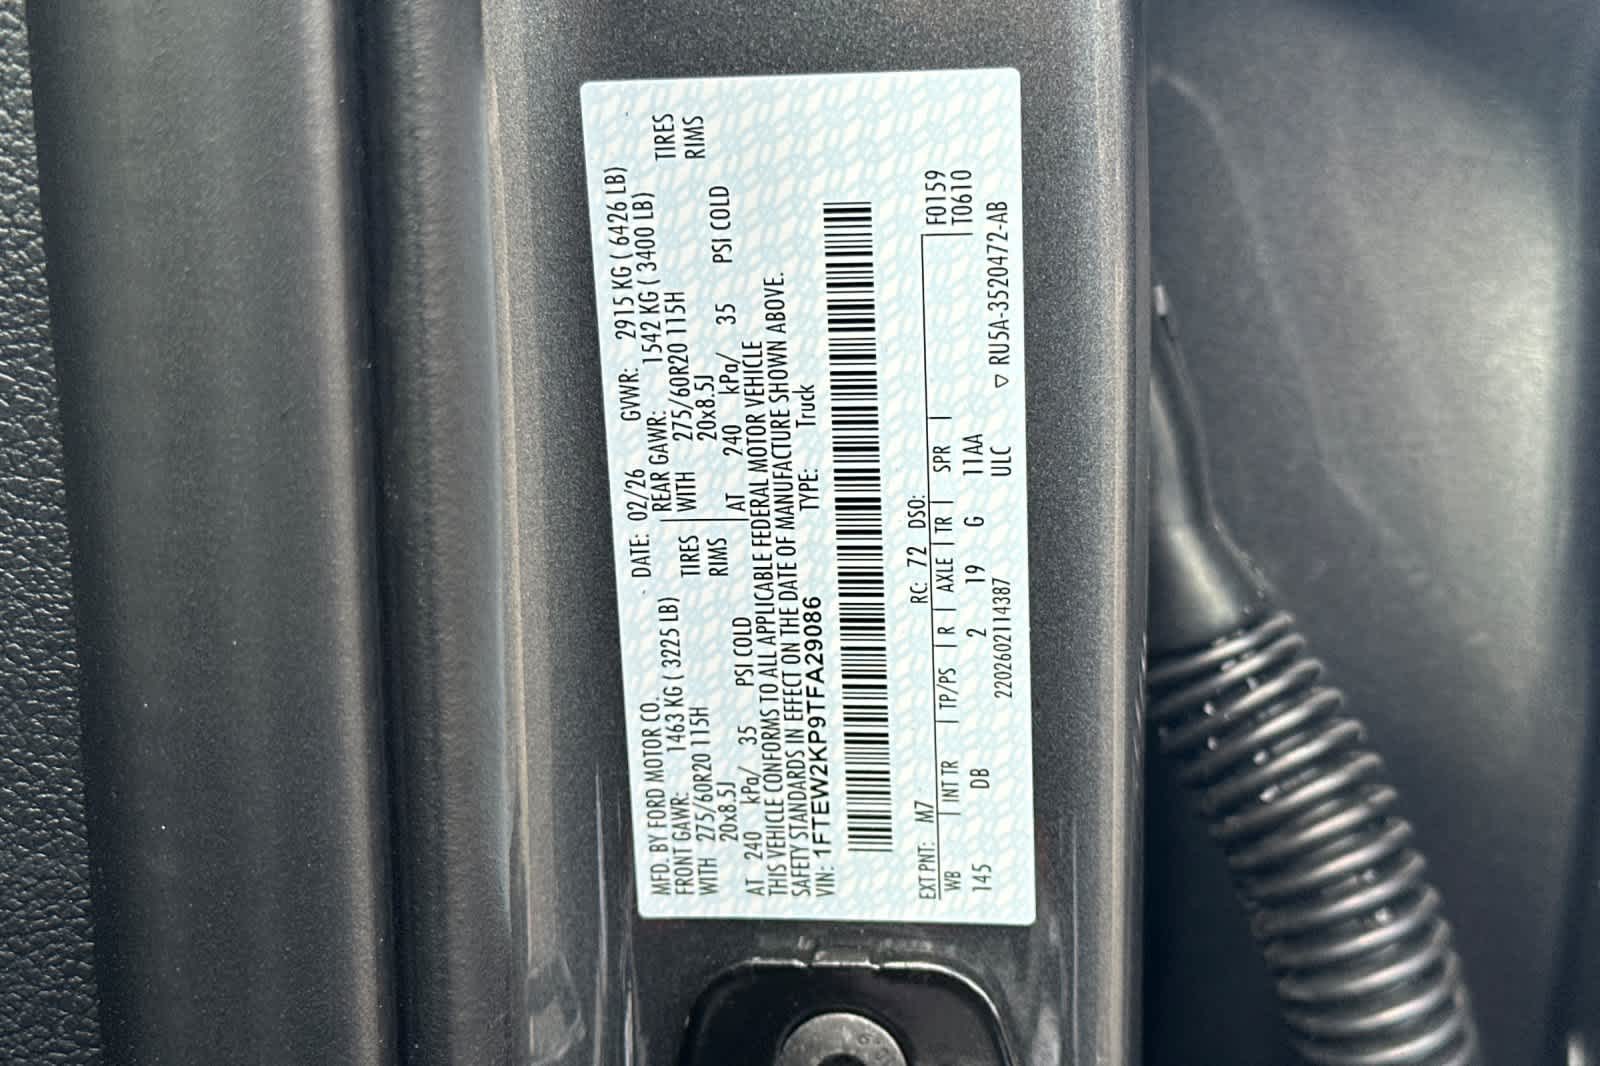 MFD. BY FORD MOTOR CO. DATE: 02/26 GVWR: 2915 KG ( 6426 LB)
FRONT GAWR: 1463 KG ( 3225 LB) REAR GAWR: 1542 KG ( 3400 LB)
WITH 275/60R20 115H TIRES WITH 275/60R20 115H TIRES
20x8.5J RIMS 20x8.5J RIMS
AT 240 kPa/ 35 PSI COLD AT 240 kPa/ 35 PSI COLD
THIS VEHICLE CONFORMS TO ALL APPLICABLE FEDERAL MOTOR VEHICLE
SAFETY STANDARDS IN EFFECT ON THE DATE OF MANUFACTURE SHOWN ABOVE.
VIN: 1FTEW2KP9TFA29086 TYPE: Truck
EXT PNT: M7 RC: 72 DSO: F0159
WB INT TR TP/PS R AXLE TR SPR T0610
145 DB 2 19 G 11AA
2202602114387 ULC ▽ RU5A-3520472-AB